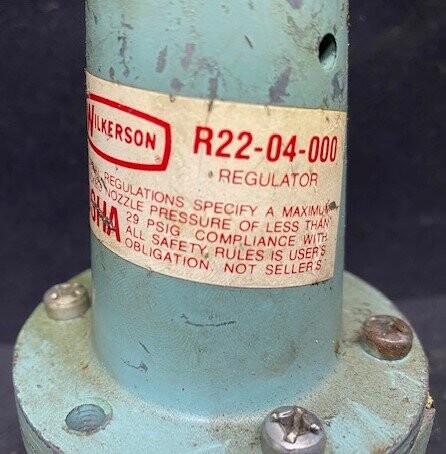 WILKERSON
R22-04-000
REGULATOR
REGULATIONS SPECIFY A MAXIMUM
NOZZLE PRESSURE OF LESS THAN
29 PSIG. COMPLIANCE WITH
ALL SAFETY RULES IS USER'S
OBLIGATION, NOT SELLER'S